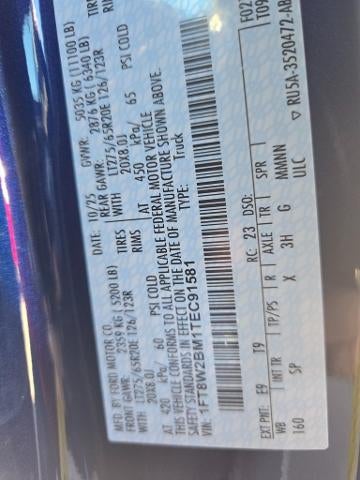 MFD. BY FORD MOTOR CO.
DATE: 10/25
GVWR: 5035 KG (11100 LB)
FRONT GAWR: 2359 KG (5200 LB)
REAR GAWR: 2876 KG (6340 LB)
LT275/65R20E 126/123R
TIRES WITH
LT275/65R20E 126/123R
20X8.0J
RIMS
20X8.0J
AT 420 kPa/ 60 PSI COLD
AT 450 kPa/ 65 PSI COLD
THIS VEHICLE CONFORMS TO ALL APPLICABLE FEDERAL MOTOR VEHICLE
SAFETY STANDARDS IN EFFECT ON THE DATE OF MANUFACTURE SHOWN ABOVE.
VIN: 1FT8W2BM1TEC91581
TYPE: Truck
F02
T09
EXT PNT: E9 T9 RC: 23 DSO:
WB INT TR TP/PS R AXLE TR SPR
160 SP X 3H G MMNNN
ULC
RU5A-3520472-AB